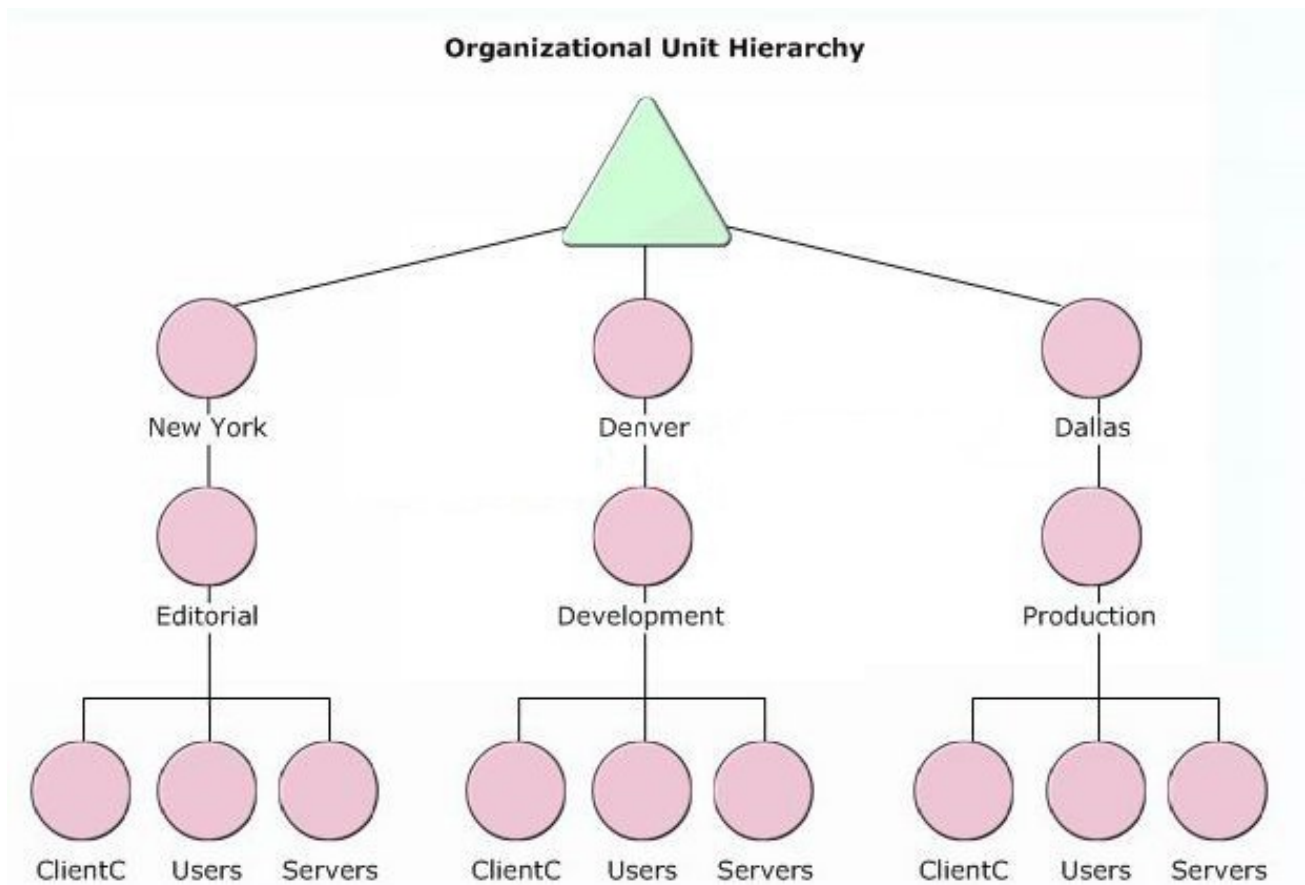 Organizational Unit Hierarchy
New York Denver Dallas
Editorial Development Production
ClientC Users Servers ClientC Users Servers ClientC Users Servers